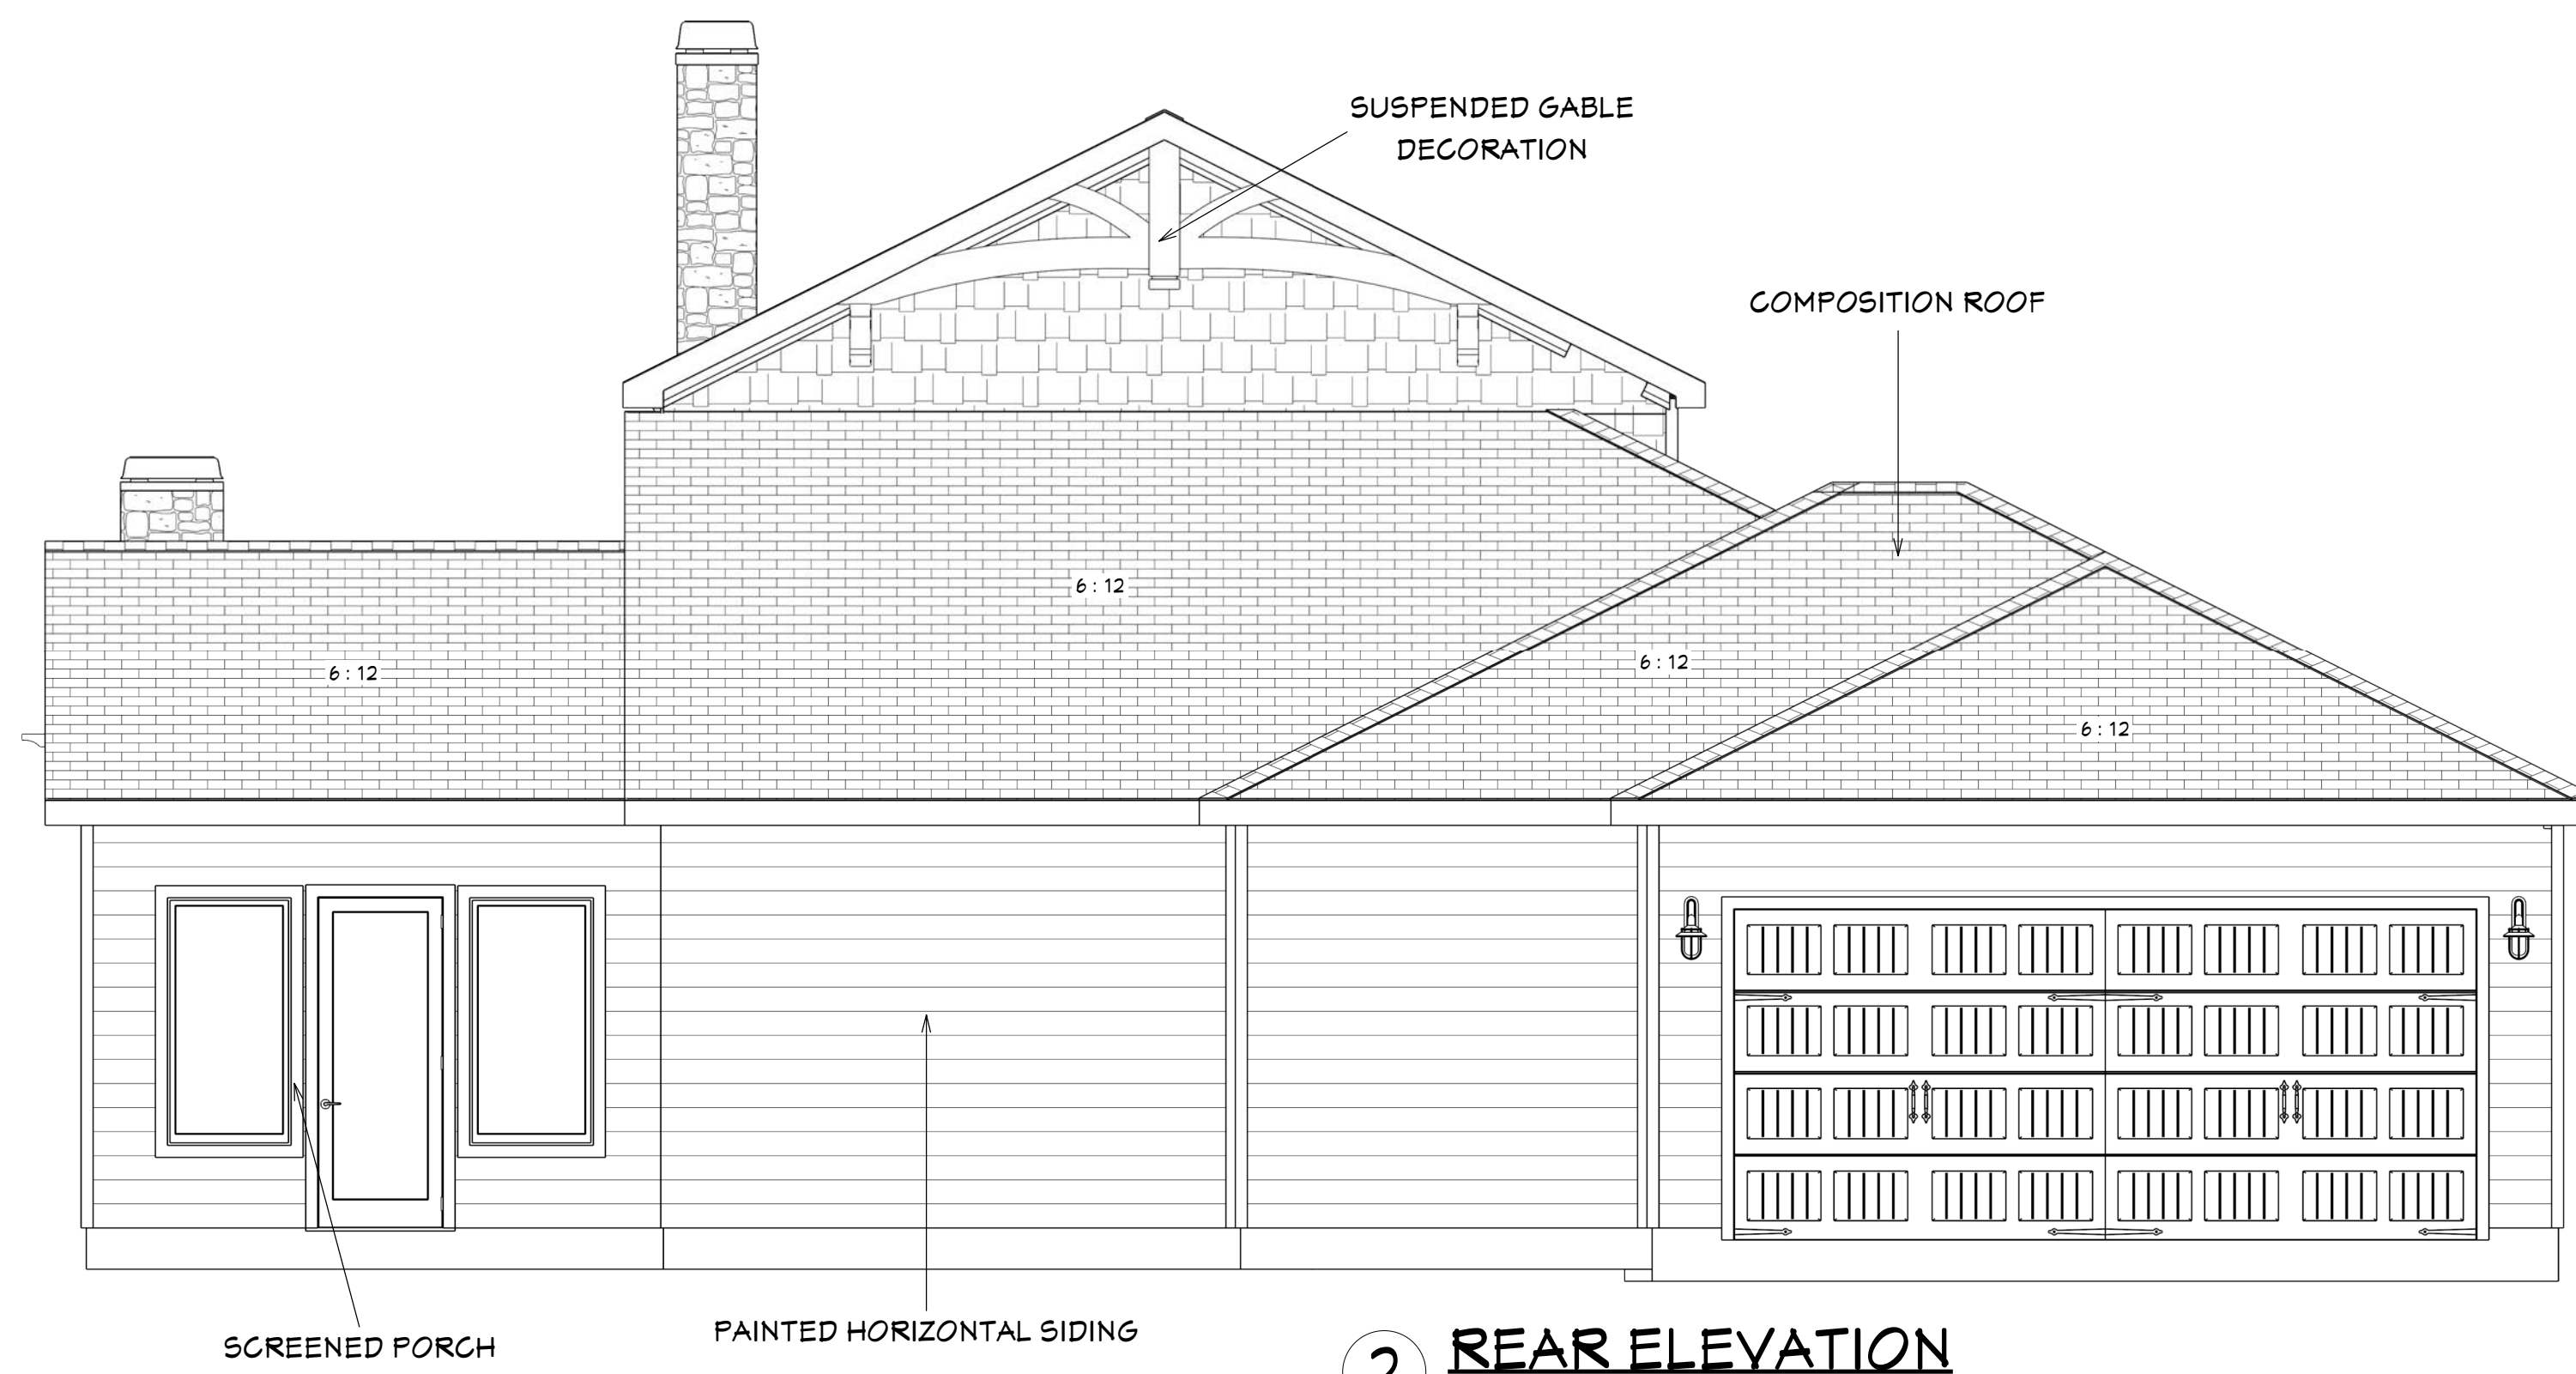 SUSPENDED GABLE
DECORATION
COMPOSITION ROOF
6 : 12
6 : 12
6 : 12
6 : 12
SCREENED PORCH
PAINTED HORIZONTAL SIDING
REAR ELEVATION